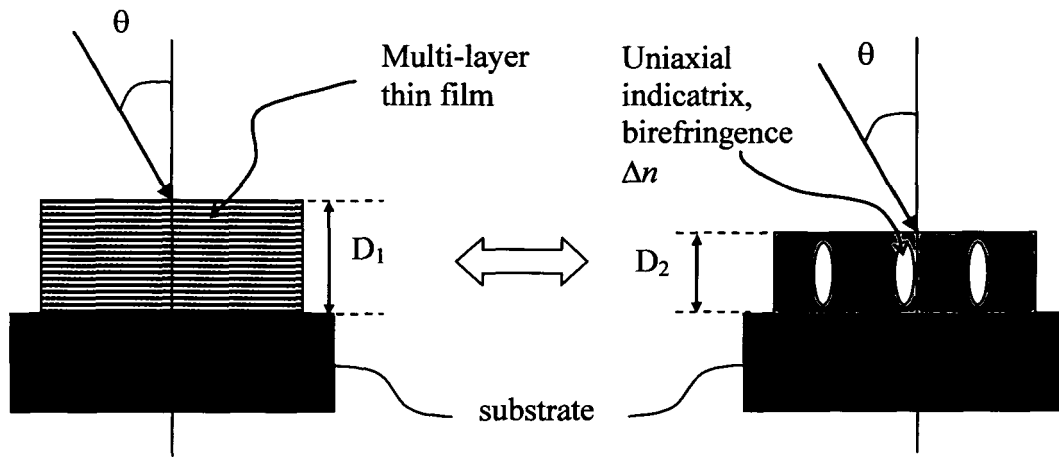 θ
Multi-layer
thin film
D₁
Uniaxial
indicatrix,
birefringence
Δn
θ
D₂
substrate